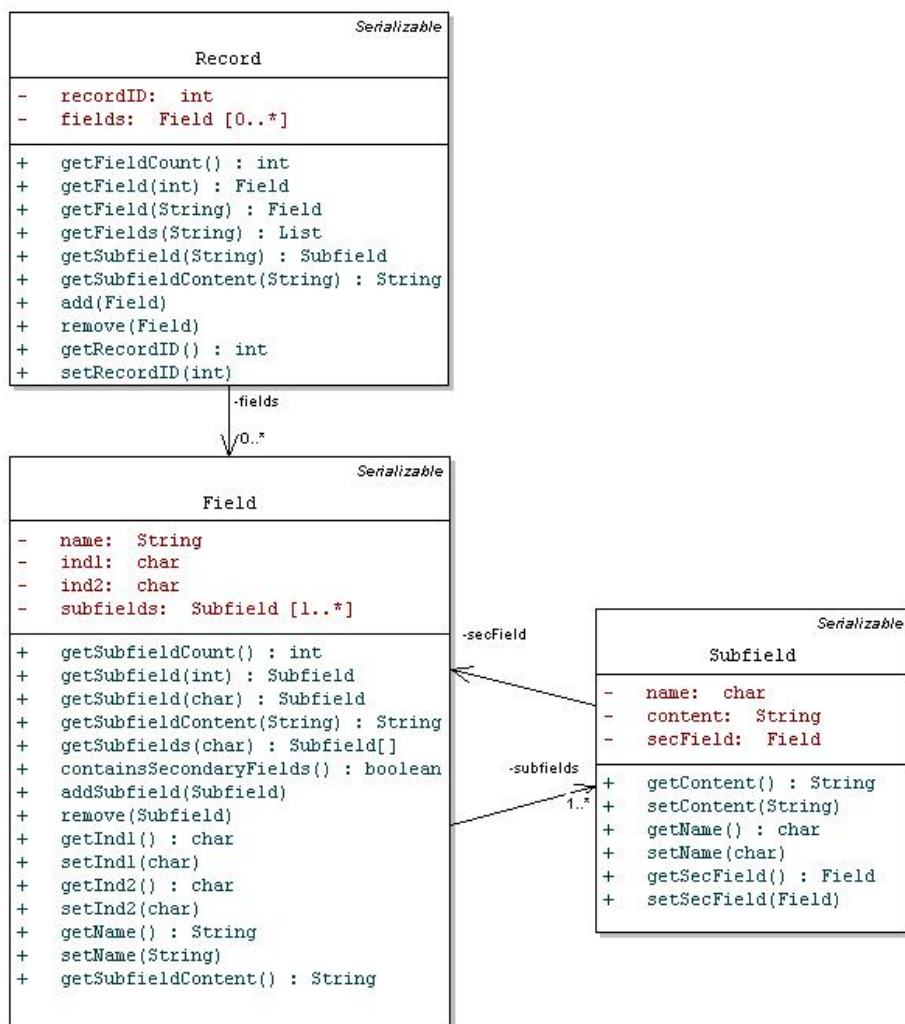 Serializable
Record
- recordID: int
- fields: Field [0..*]
+ getFieldCount() : int
+ getField(int) : Field
+ getField(String) : Field
+ getFields(String) : List
+ getSubfield(String) : Subfield
+ getSubfieldContent(String) : String
+ add(Field)
+ remove(Field)
+ getRecordID() : int
+ setRecordID(int)
-fields
0..*
Serializable
Field
- name: String
- ind1: char
- ind2: char
- subfields: Subfield [1..*]
+ getSubfieldCount() : int
+ getSubfield(int) : Subfield
+ getSubfield(char) : Subfield
+ getSubfieldContent(String) : String
+ getSubfields(char) : Subfield[]
+ containsSecondaryFields() : boolean
+ addSubfield(Subfield)
+ remove(Subfield)
+ getInd1() : char
+ setInd1(char)
+ getInd2() : char
+ setInd2(char)
+ getName() : String
+ setName(String)
+ getSubfieldContent() : String
-secField
-subfields
1..*
Serializable
Subfield
- name: char
- content: String
- secField: Field
+ getContent() : String
+ setContent(String)
+ getName() : char
+ setName(char)
+ getSecField() : Field
+ setSecField(Field)